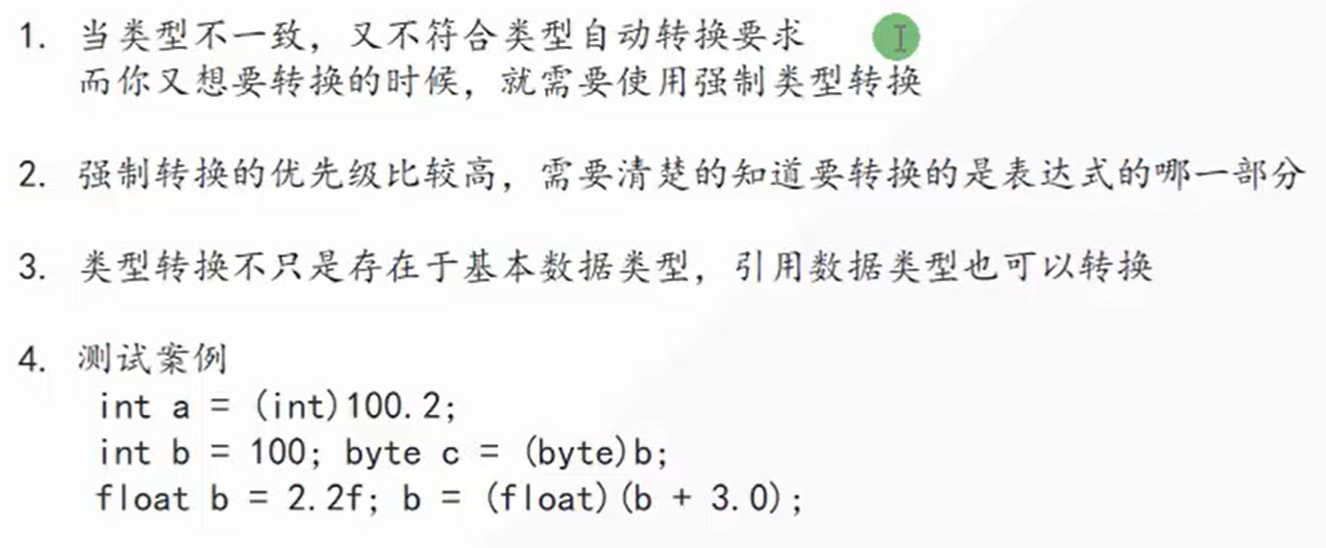 1. 当类型不一致，又不符合类型自动转换要求
而你又想要转换的时候，就需要使用强制类型转换
2. 强制转换的优先级比较高，需要清楚的知道要转换的是表达式的哪一部分
3. 类型转换不只是存在于基本数据类型，引用数据类型也可以转换
4. 测试案例
int a = (int)100.2;
int b = 100; byte c = (byte)b;
float b = 2.2f; b = (float)(b + 3.0);